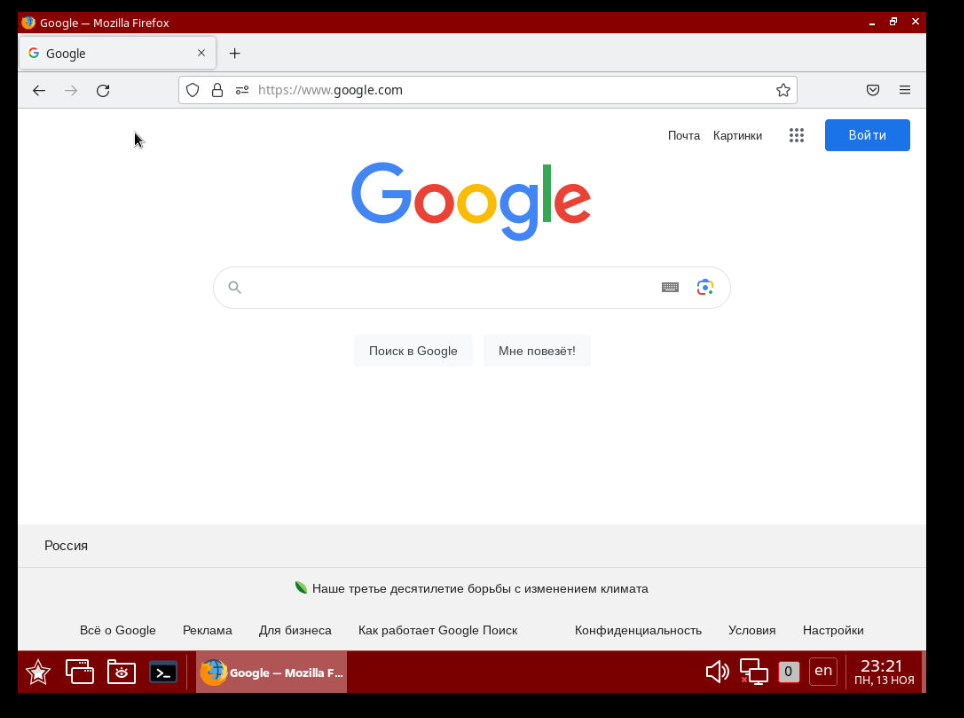 Google — Mozilla Firefox
Google
https://www.google.com
Почта Картинки Войти
Google
Поиск в Google Мне повезёт!
Россия
Наше третье десятилетие борьбы с изменением климата
Всё о Google Реклама Для бизнеса Как работает Google Поиск Конфиденциальность Условия Настройки
Google — Mozilla F... 0 en 23:21
ПН, 13 НОЯ